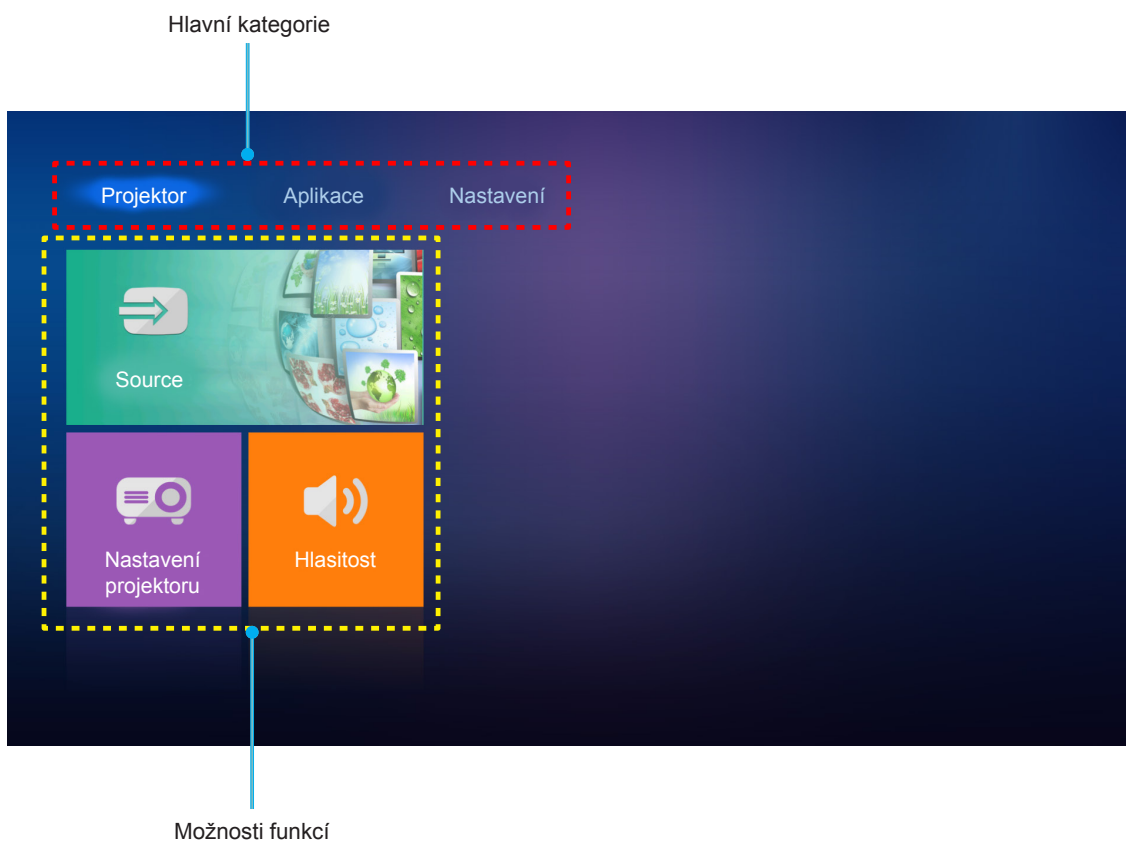 Hlavní kategorie
Projektor Aplikace Nastavení
Source
Nastavení
projektoru
Hlasitost
Možnosti funkcí